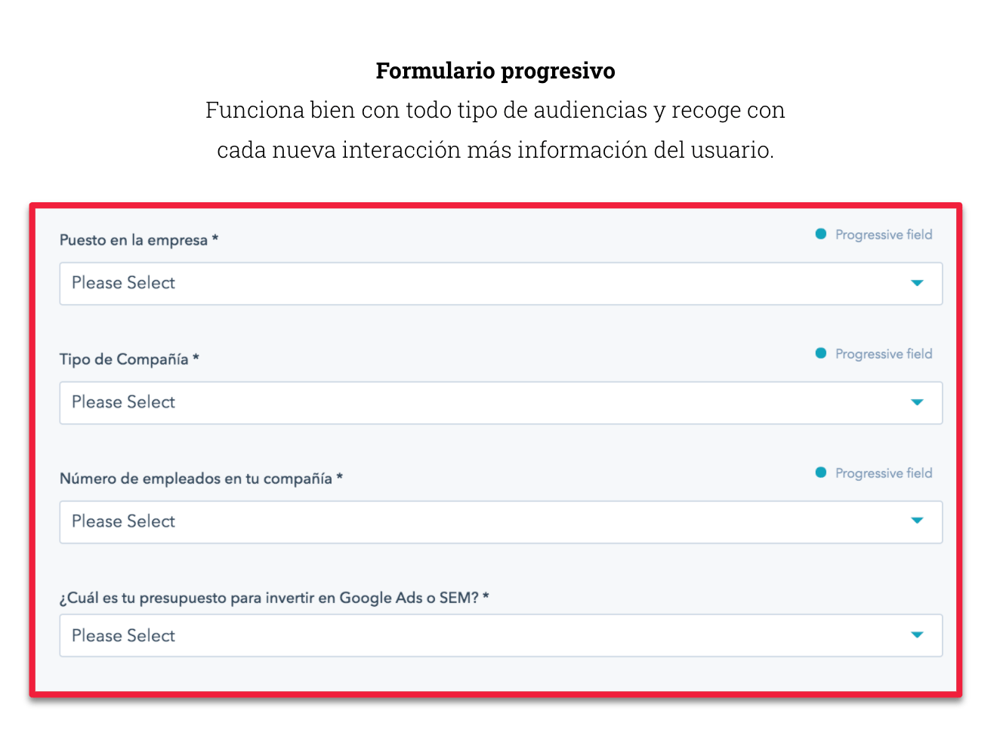 Formulario progresivo
Funciona bien con todo tipo de audiencias y recoge con
cada nueva interacción más información del usuario.
Puesto en la empresa *
Progressive field
Please Select
Tipo de Compañía *
Progressive field
Please Select
Número de empleados en tu compañía *
Progressive field
Please Select
¿Cuál es tu presupuesto para invertir en Google Ads o SEM? *
Please Select